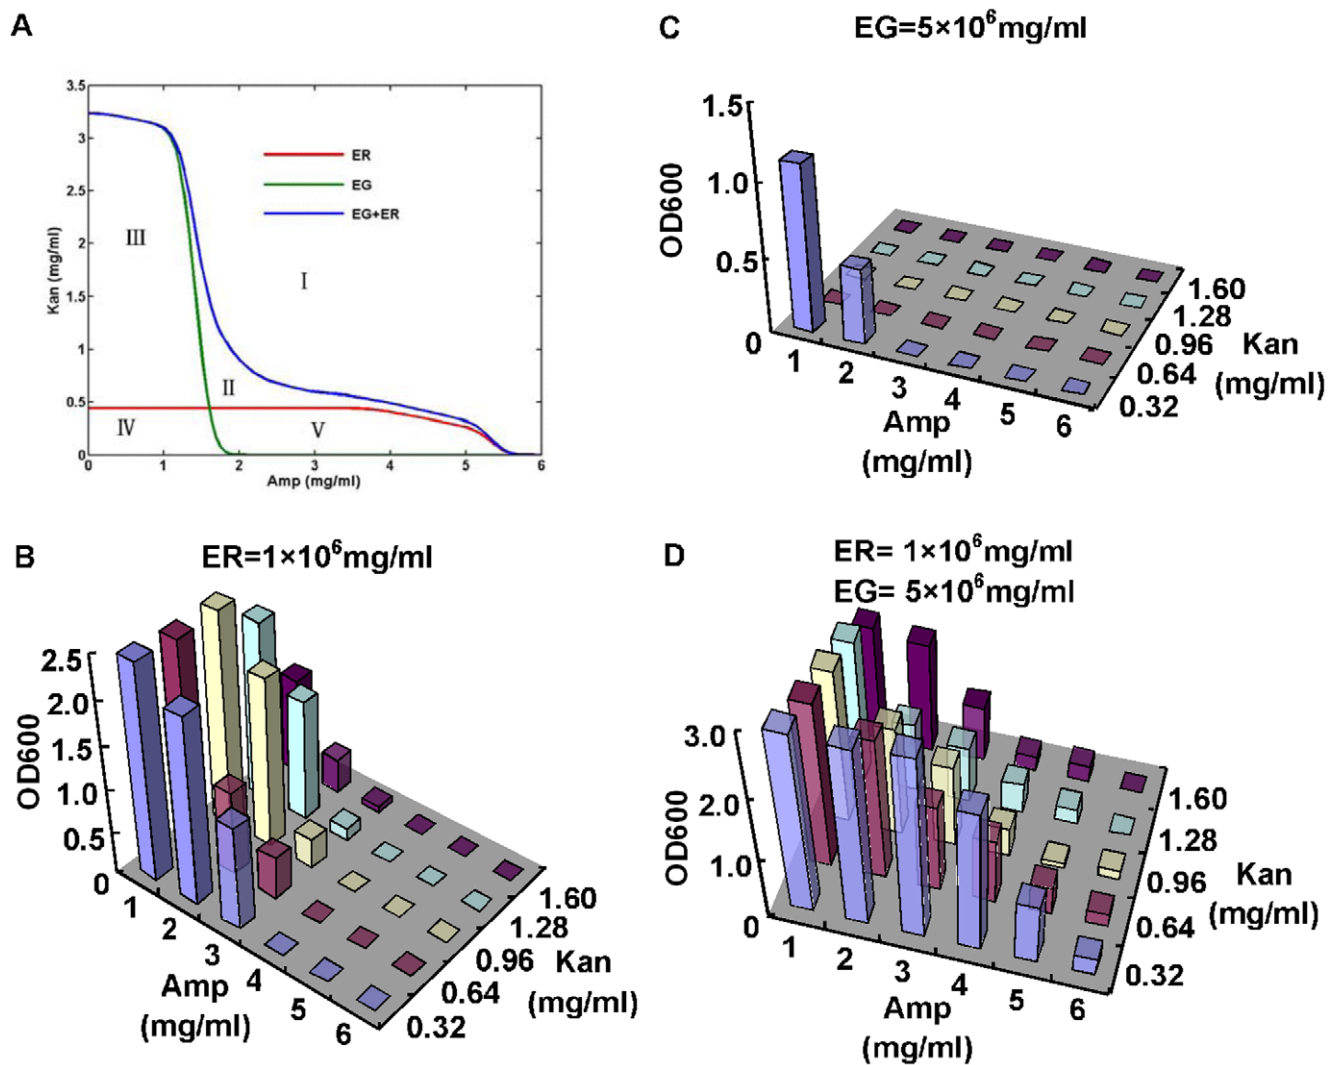 A
3.5
3
2.5
2
1.5
1
0.5
0
Kan (mg/ml)
ER
EG
EG+ER
III
I
II
IV
V
0 1 2 3 4 5 6
Amp (mg/ml)
C
EG=5×10⁶mg/ml
1.5
1.0
0.5
0
OD600
1 2 3 4 5 6
Amp
(mg/ml)
1.60
1.28
0.96
0.64
0.32
Kan
(mg/ml)
B
ER=1×10⁶mg/ml
2.5
2.0
1.5
1.0
0.5
0
OD600
1 2 3 4 5 6
Amp
(mg/ml)
1.60
1.28
0.96
0.64
0.32
Kan
(mg/ml)
D
ER= 1×10⁶mg/ml
EG= 5×10⁶mg/ml
3.0
2.0
1.0
0
OD600
1 2 3 4 5 6
Amp
(mg/ml)
1.60
1.28
0.96
0.64
0.32
Kan
(mg/ml)